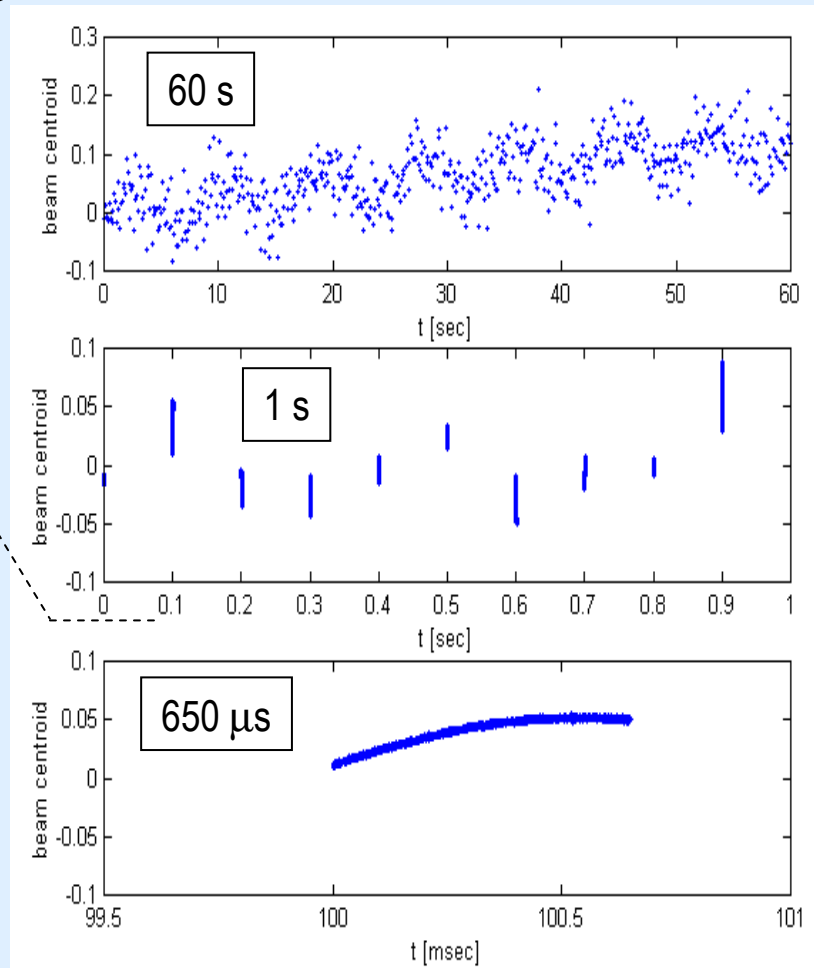 0.3
0.2
0.1
0
-0.1
beam centroid
60 s
0 10 20 30 40 50 60
t [sec]
0.1
0.05
0
-0.05
-0.1
beam centroid
1 s
0 0.1 0.2 0.3 0.4 0.5 0.6 0.7 0.8 0.9 1
t [sec]
0.1
0.05
0
-0.05
-0.1
beam centroid
650 μs
99.5 100 100.5 101
t [msec]